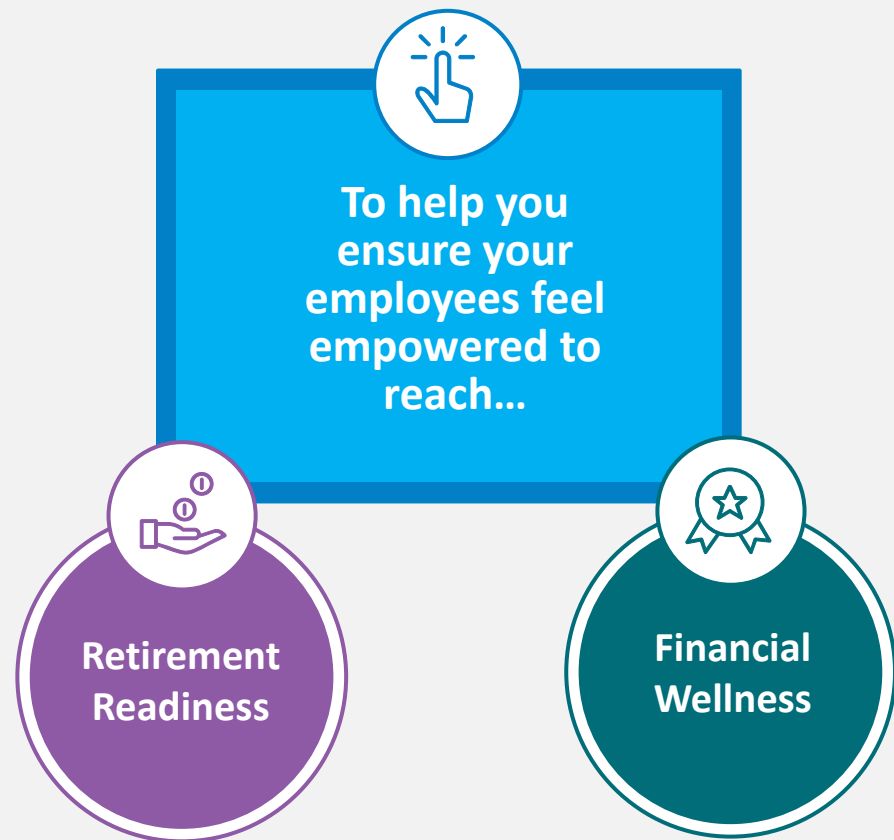 To help you
ensure your
employees feel
empowered to
reach...
Retirement
Readiness
Financial
Wellness